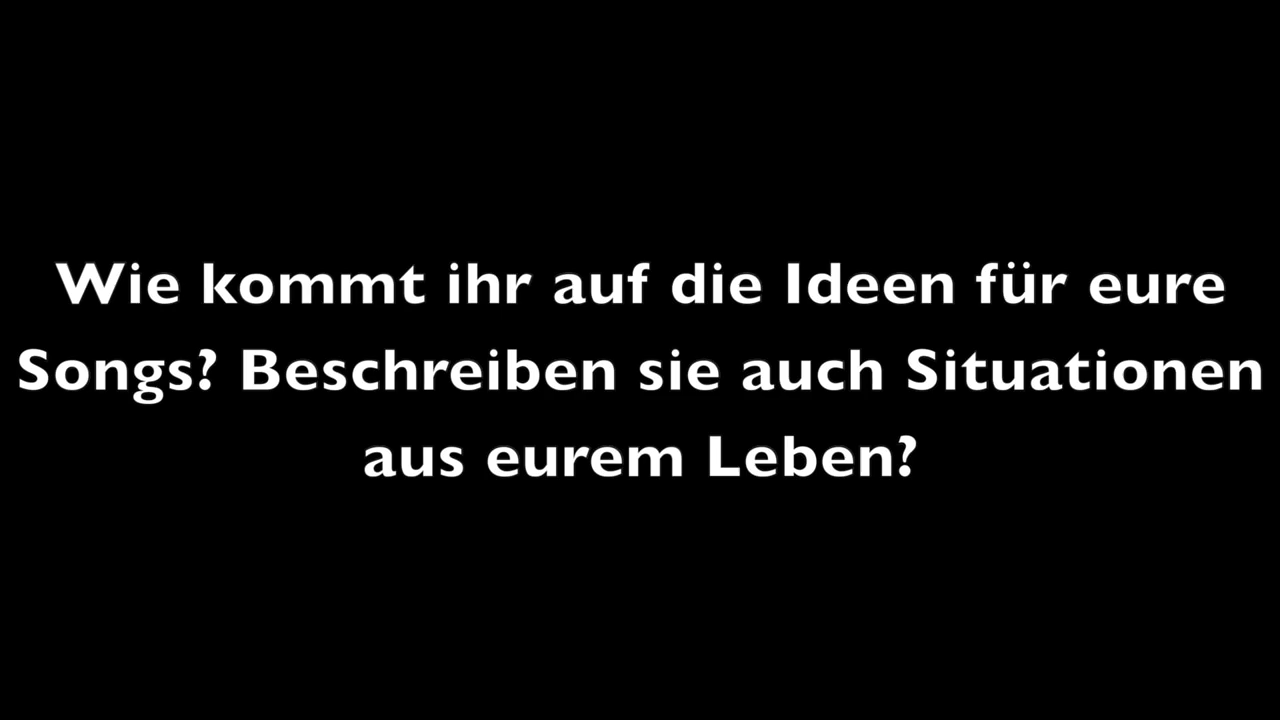 Wie kommt ihr auf die Ideen für eure
Songs? Beschreiben sie auch Situationen
aus eurem Leben?